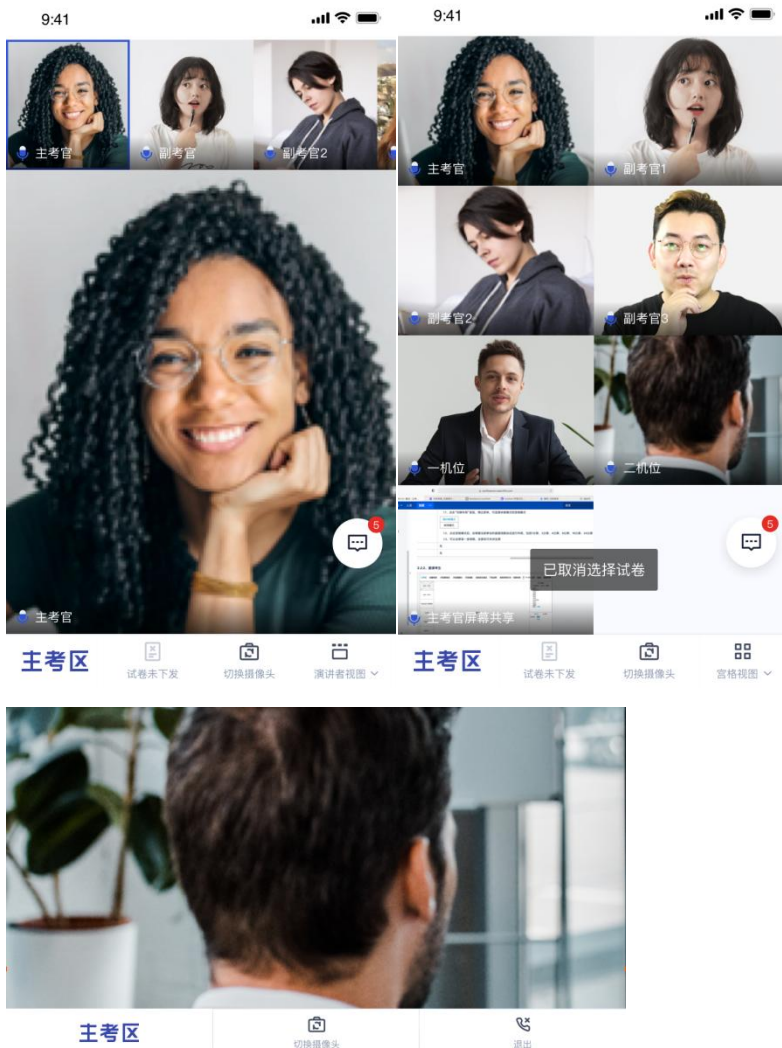 9:41
主考官
副考官
副考官2
主考官
5
主考区
试卷未下发
切换摄像头
演讲者视图
9:41
主考官
副考官1
副考官2
副考官3
一机位
二机位
主考官屏幕共享
已取消选择试卷
5
主考区
试卷未下发
切换摄像头
宫格视图
主考区
切换摄像头
退出